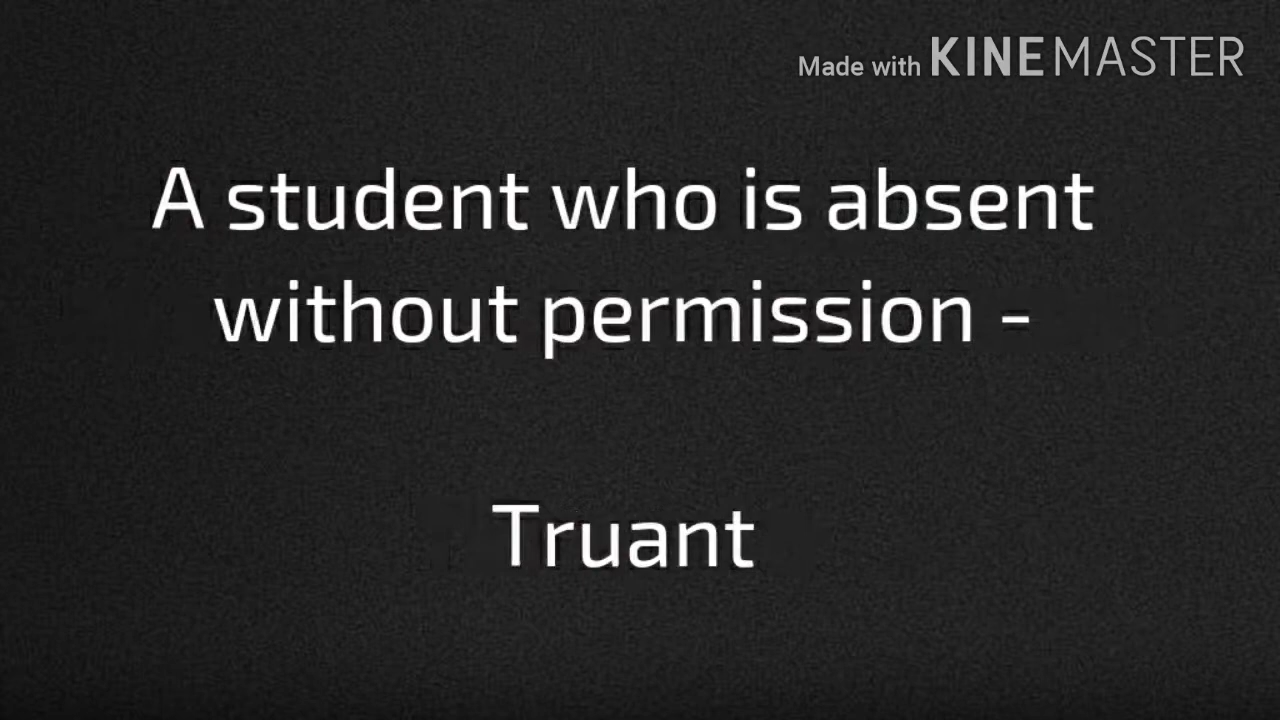 Made with KINEMASTER
A student who is absent
without permission -
Truant